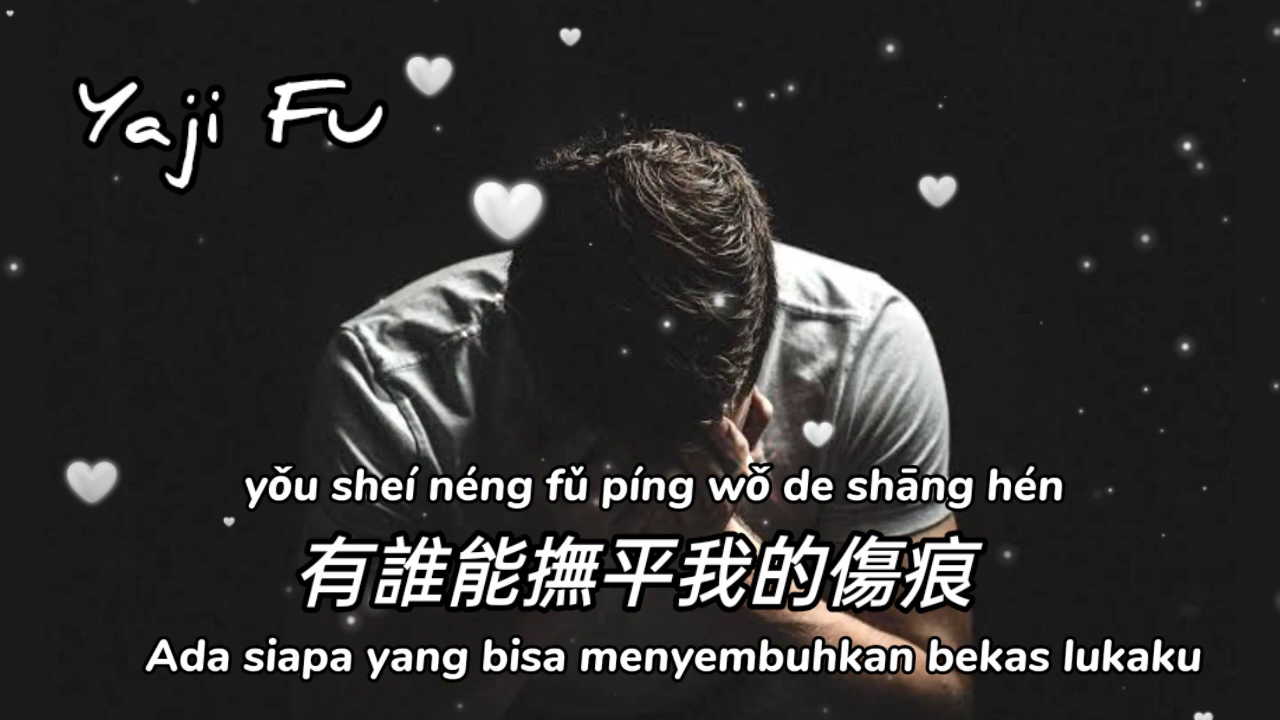 Yaji Fu
yǒu sheí néng fǔ píng wǒ de shāng hén
有誰能撫平我的傷痕
Ada siapa yang bisa menyembuhkan bekas lukaku